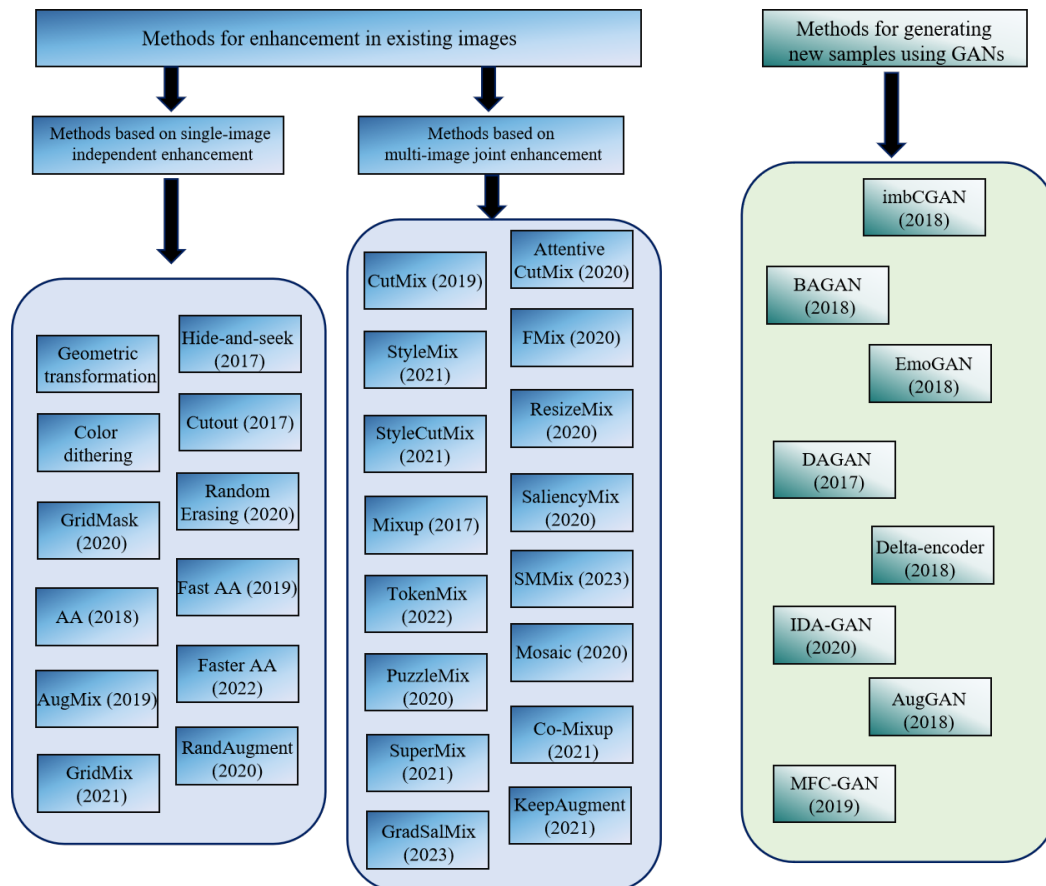 Methods for enhancement in existing images
Methods based on single-image
independent enhancement
Geometric
transformation
Hide-and-seek
(2017)
Color
dithering
Cutout (2017)
GridMask
(2020)
Random
Erasing (2020)
AA (2018)
Fast AA (2019)
AugMix (2019)
Faster AA
(2022)
GridMix
(2021)
RandAugment
(2020)
Methods based on
multi-image joint enhancement
CutMix (2019)
Attentive
CutMix (2020)
StyleMix
(2021)
FMix (2020)
StyleCutMix
(2021)
ResizeMix
(2020)
Mixup (2017)
SaliencyMix
(2020)
TokenMix
(2022)
SMMix (2023)
PuzzleMix
(2020)
Mosaic (2020)
SuperMix
(2021)
Co-Mixup
(2021)
GradSalMix
(2023)
KeepAugment
(2021)
Methods for generating
new samples using GANs
imbCGAN
(2018)
BAGAN
(2018)
EmoGAN
(2018)
DAGAN
(2017)
Delta-encoder
(2018)
IDA-GAN
(2020)
AugGAN
(2018)
MFC-GAN
(2019)